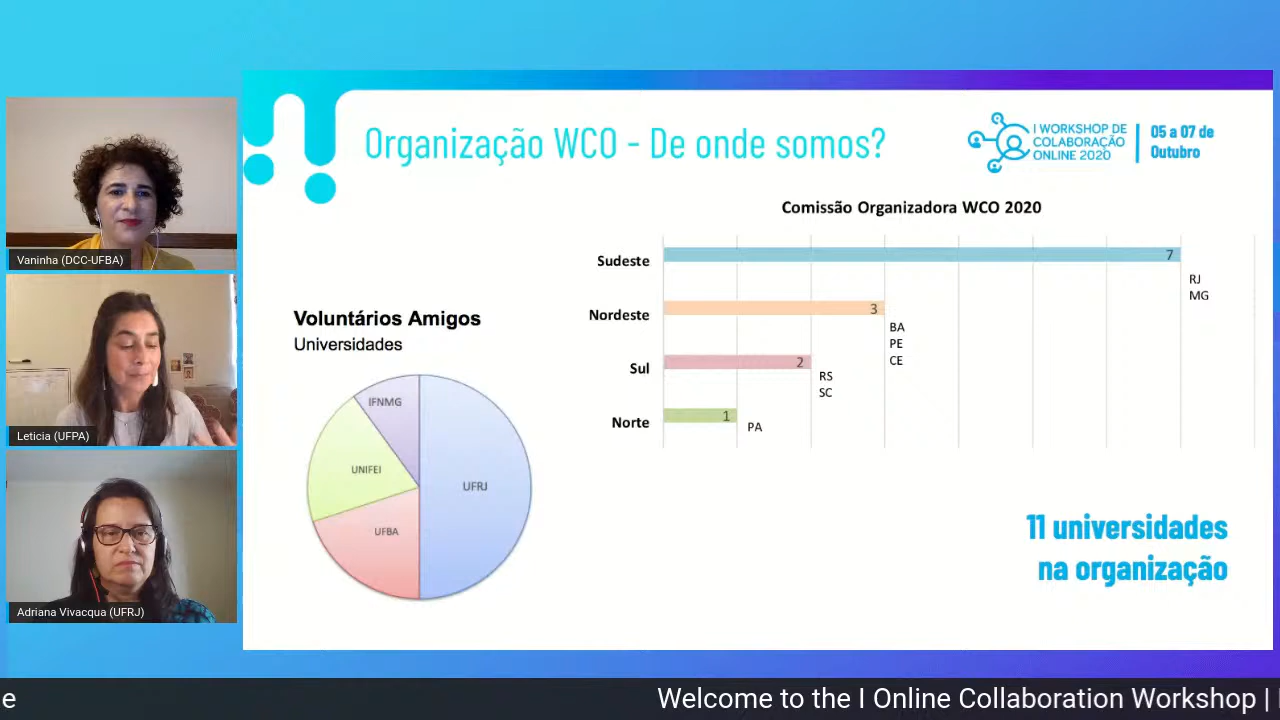 Vaninha (DCC-UFBA)
Leticia (UFPA)
Adriana Vivacqua (UFRJ)
Organização WCO - De onde somos?
I WORKSHOP DE
COLABORAÇÃO
ONLINE 2020
05 a 07 de
Outubro
Voluntários Amigos
Universidades
IFNMG
UNIFEI
UFRJ
UFBA
Comissão Organizadora WCO 2020
Sudeste
7
RJ
MG
Nordeste
3
BA
PE
CE
Sul
2
RS
SC
Norte
1
PA
11 universidades
na organização
e
Welcome to the I Online Collaboration Workshop |